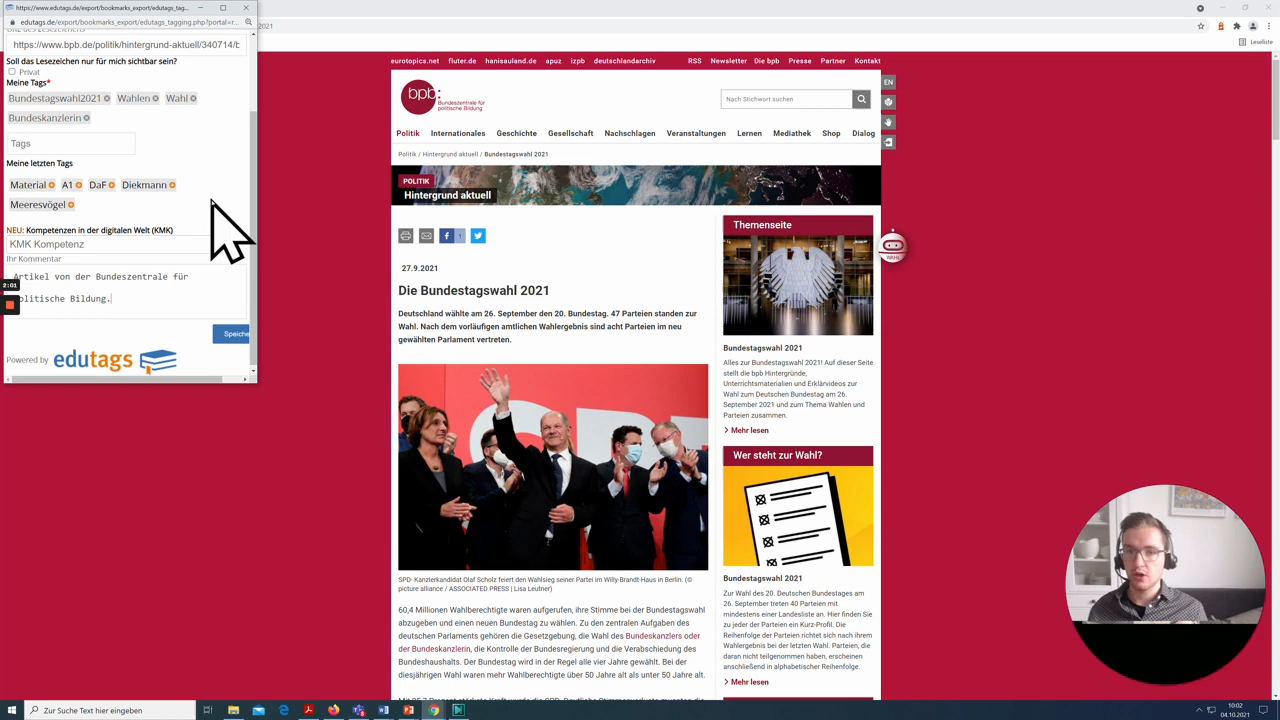 https://www.edutags.de/export/bookmarks_export/edutags_tag...
edutags.de/export/bookmarks_export/edutags_tagging.php?portal=r...
https://www.bpb.de/politik/hintergrund-aktuell/340714/b
Soll das Lesezeichen nur für mich sichtbar sein?
Privat
Meine Tags*
Bundestagswahl2021 Wahlen Wahl
Bundeskanzlerin
Tags
Meine letzten Tags
Material A1 DaF Diekmann
Meeresvögel
NEU: Kompetenzen in der digitalen Welt (KMK)
KMK Kompetenz
Ihr Kommentar
Artikel von der Bundeszentrale für
olitische Bildung.
2:01
Speiche
Powered by edutags
2021
Leseliste
eurotopics.net fluter.de hanisauland.de apuz izpb deutschlandarchiv RSS Newsletter Die bpb Presse Partner Kontakt
bpb:
Bundeszentrale für
politische Bildung
Nach Stichwort suchen
EN
Politik Internationales Geschichte Gesellschaft Nachschlagen Veranstaltungen Lernen Mediathek Shop Dialog
Politik / Hintergrund aktuell / Bundestagswahl 2021
POLITIK
Hintergrund aktuell
27.9.2021
Die Bundestagswahl 2021
Deutschland wählte am 26. September den 20. Bundestag. 47 Parteien standen zur
Wahl. Nach dem vorläufigen amtlichen Wahlergebnis sind acht Parteien im neu
gewählten Parlament vertreten.
SPD- Kanzlerkandidat Olaf Scholz feiert den Wahlsieg seiner Partei im Willy-Brandt-Haus in Berlin. (©
picture alliance / ASSOCIATED PRESS | Lisa Leutner)
60,4 Millionen Wahlberechtigte waren aufgerufen, ihre Stimme bei der Bundestagswahl
abzugeben und einen neuen Bundestag zu wählen. Zu den zentralen Aufgaben des
deutschen Parlaments gehören die Gesetzgebung, die Wahl des Bundeskanzlers oder
der Bundeskanzlerin, die Kontrolle der Bundesregierung und die Verabschiedung des
Bundeshaushalts. Der Bundestag wird in der Regel alle vier Jahre gewählt. Bei der
diesjährigen Wahl waren mehr Wahlberechtigte über 50 Jahre alt als unter 50 Jahre alt.
Themenseite
Bundestagswahl 2021
Alles zur Bundestagswahl 2021! Auf dieser Seite
stellt die bpb Hintergründe,
Unterrichtsmaterialien und Erklärvideos zur
Wahl zum Deutschen Bundestag am 26.
September 2021 und zum Thema Wahlen und
Parteien zusammen.
Mehr lesen
WAHL
Wer steht zur Wahl?
Bundestagswahl 2021
Zur Wahl des 20. Deutschen Bundestages am
26. September treten 40 Parteien mit
mindestens einer Landesliste an. Hier finden Sie
zu jeder der Parteien ein Kurz-Profil. Die
Reihenfolge der Parteien richtet sich nach ihrem
Wahlergebnis bei der letzten Wahl. Parteien, die
daran nicht teilgenommen haben, erscheinen
anschließend in alphabetischer Reihenfolge.
Mehr lesen
Zur Suche Text hier eingeben
10:02
04.10.2021